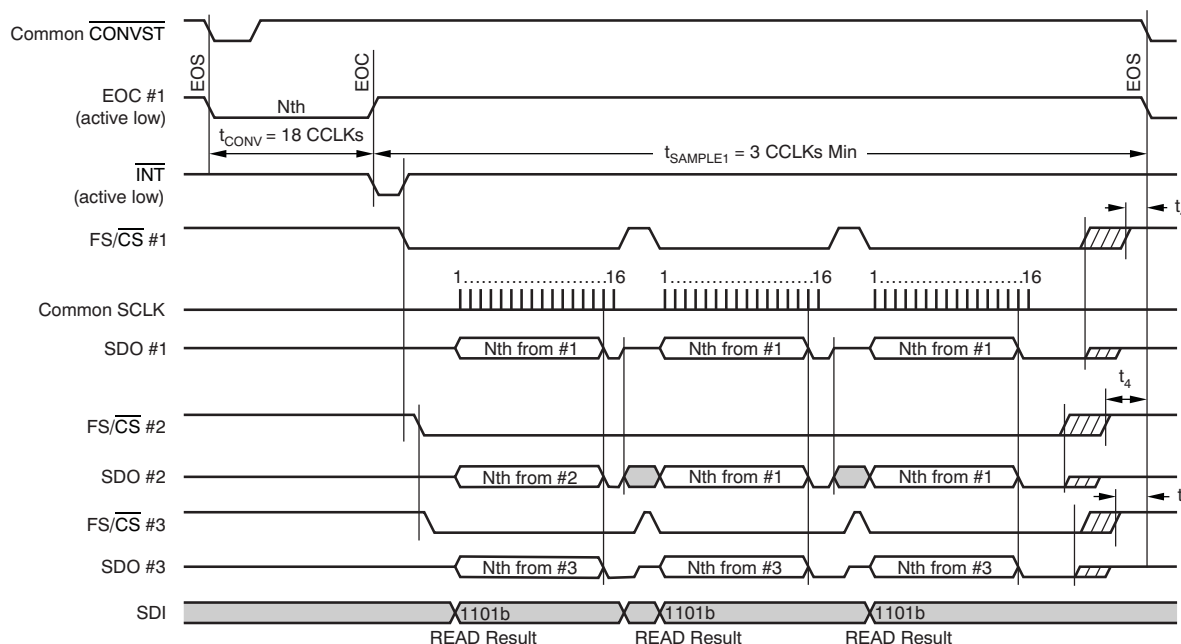 Common CONVST
EOS
EOC
EOS
EOC #1
(active low)
Nth
tCONV = 18 CCLKs
tSAMPLE1 = 3 CCLKs Min
INT
(active low)
t
FS/CS #1
1.....................16
1.....................16
1.....................16
Common SCLK
SDO #1
Nth from #1
Nth from #1
Nth from #1
t4
FS/CS #2
SDO #2
Nth from #2
Nth from #1
Nth from #1
t
FS/CS #3
SDO #3
Nth from #3
Nth from #3
Nth from #3
SDI
1101b
1101b
1101b
READ Result
READ Result
READ Result